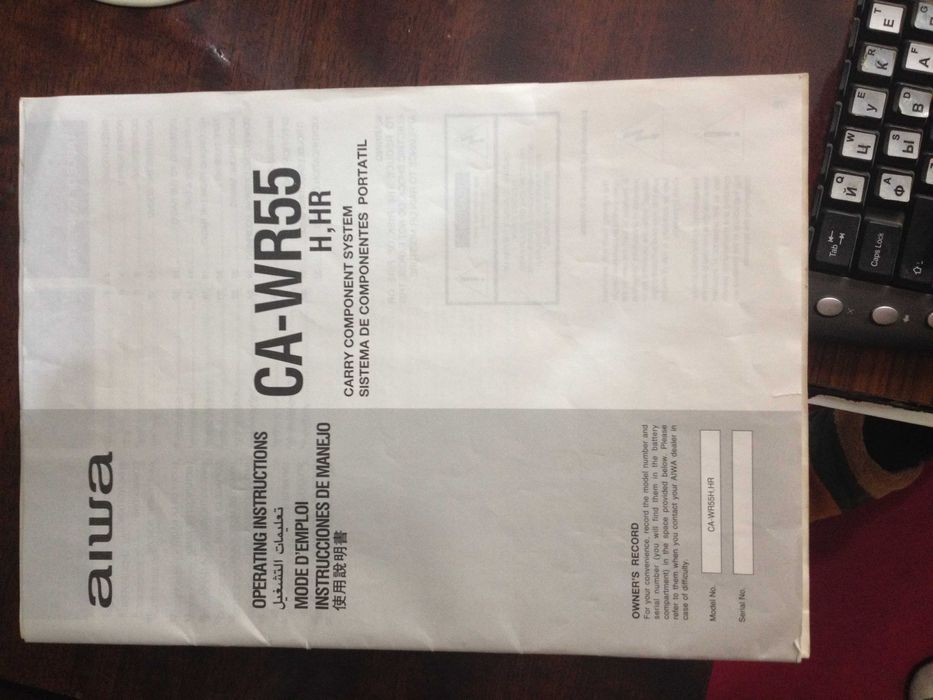 aiwa
OPERATING INSTRUCTIONS
تعليمات التشغيل
MODE D'EMPLOI
INSTRUCCIONES DE MANEJO
使用說明書
CA-WR55
H,HR
CARRY COMPONENT SYSTEM
SISTEMA DE COMPONENTES PORTATIL
OWNER'S RECORD
For your convenience, record the model number and
serial number (you will find them in the battery
compartment) in the space provided below. Please
refer to them when you contact your AIWA dealer in
case of difficulty.
Model No. CA-WR55H,HR
Serial No.
Tab
Q Й
W Ц
E У
R К
T Е
Caps Lock
A Ф
S Ы
D В
F А
G